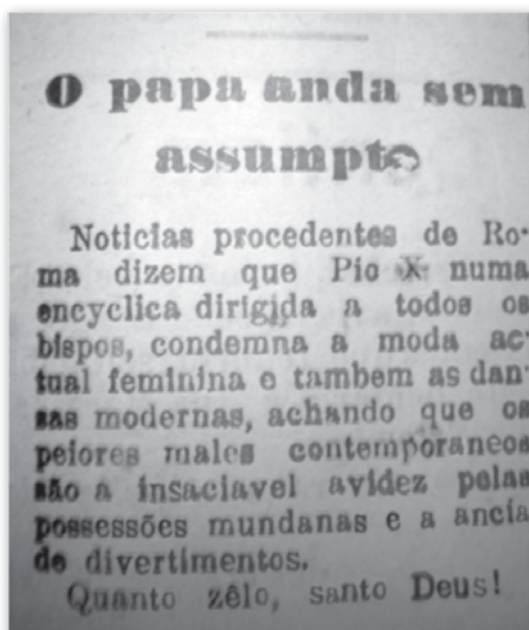 O papa anda sem
assumpto
Noticias procedentes de Ro-
ma dizem que Pio X numa
encyclica dirigida a todos os
bispos, condemna a moda ac-
tual feminina e tambem as dan-
sas modernas, achando que os
peiores males contemporaneos
são a insaciavel avidez pelas
possessões mundanas e a ancia
de divertimentos.
Quanto zêlo, santo Deus!